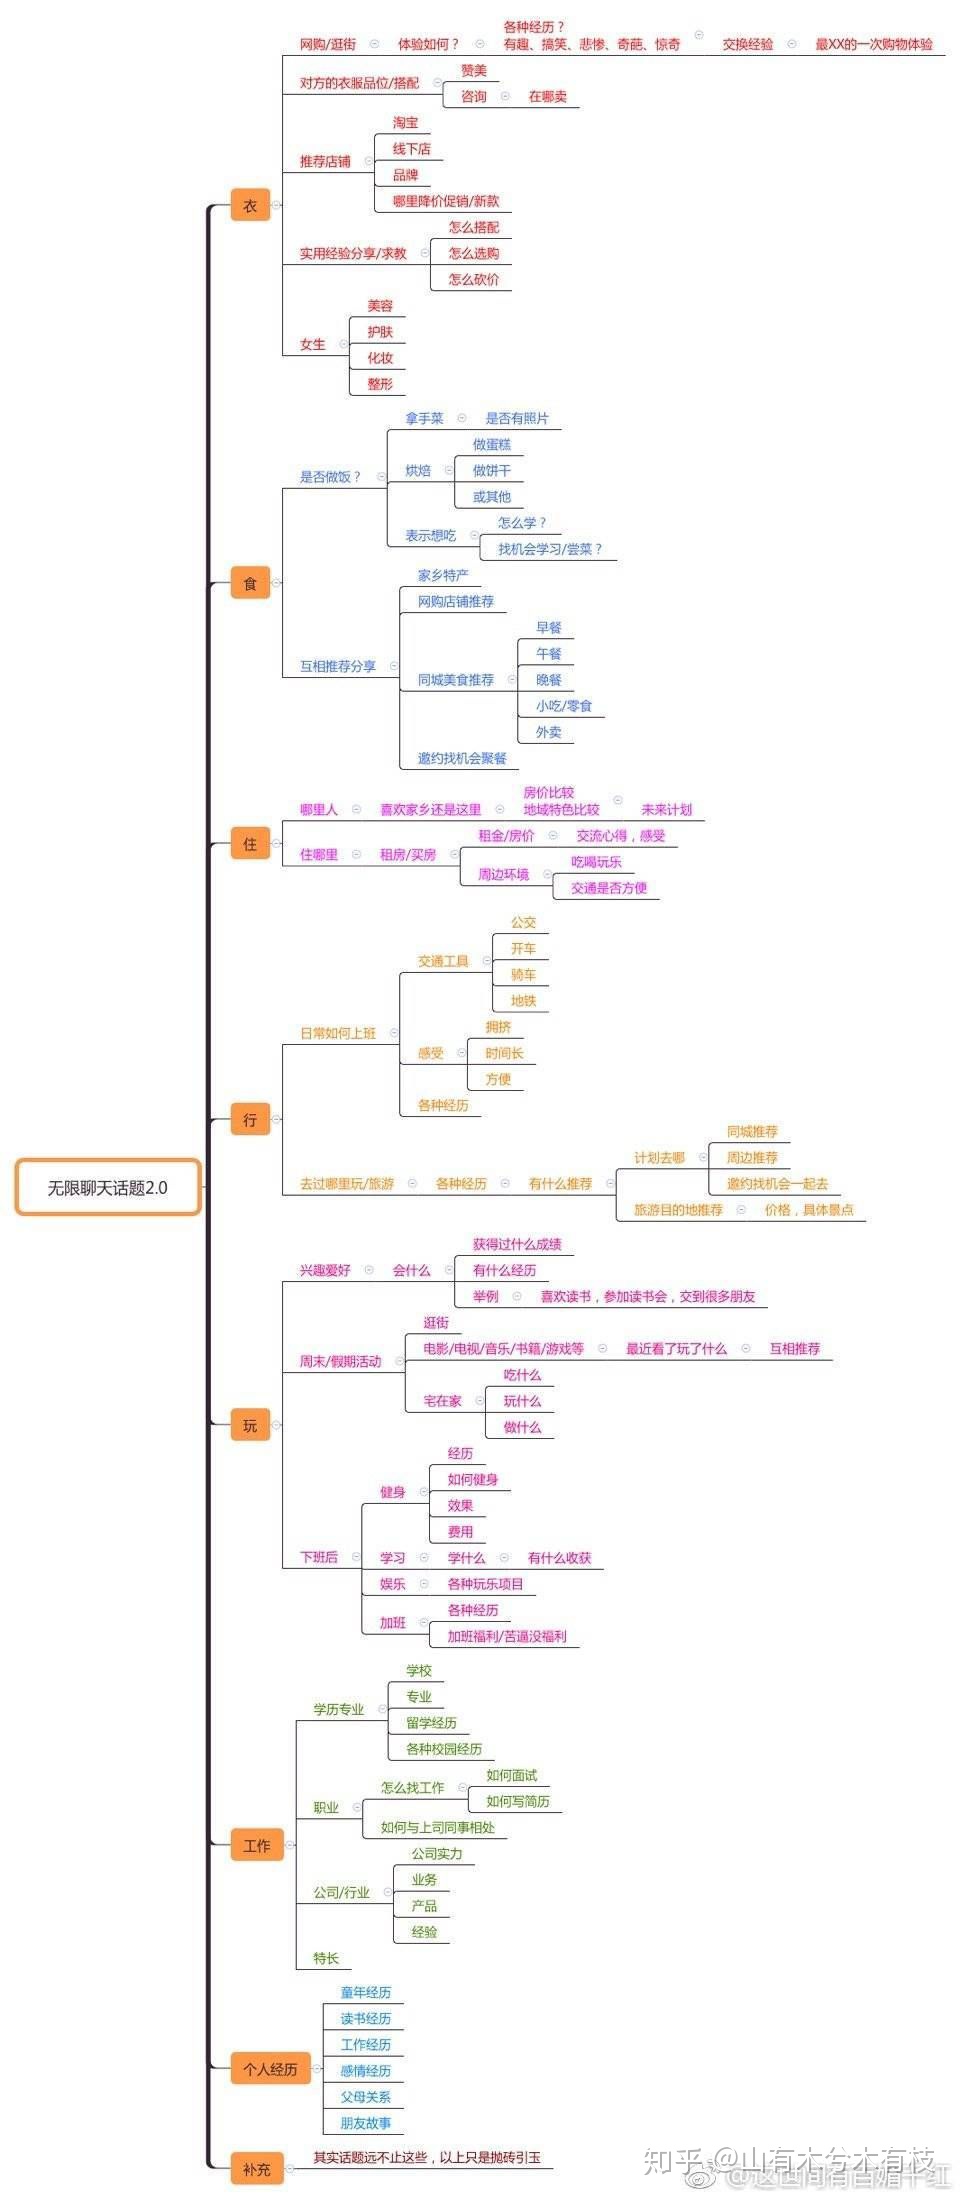 无限聊天话题2.0
衣
网购/逛街
体验如何？
各种经历？
有趣、搞笑、悲惨、奇葩、惊奇
交换经验
最XX的一次购物体验
对方的衣服品位/搭配
赞美
咨询
在哪卖
推荐店铺
淘宝
线下店
品牌
哪里降价促销/新款
实用经验分享/求教
怎么搭配
怎么选购
怎么砍价
女生
美容
护肤
化妆
整形
食
是否做饭？
拿手菜
是否有照片
烘焙
做蛋糕
做饼干
或其他
表示想吃
怎么学？
找机会学习/尝菜？
互相推荐分享
家乡特产
网购店铺推荐
同城美食推荐
早餐
午餐
晚餐
小吃/零食
外卖
邀约找机会聚餐
住
哪里人
喜欢家乡还是这里
房价比较
地域特色比较
未来计划
住哪里
租房/买房
租金/房价
交流心得，感受
周边环境
吃喝玩乐
交通是否方便
行
日常如何上班
交通工具
公交
开车
骑车
地铁
感受
拥挤
时间长
方便
各种经历
去过哪里玩/旅游
各种经历
有什么推荐
计划去哪
同城推荐
周边推荐
邀约找机会一起去
旅游目的地推荐
价格，具体景点
玩
兴趣爱好
会什么
获得过什么成绩
有什么经历
举例
喜欢读书，参加读书会，交到很多朋友
周末/假期活动
逛街
电影/电视/音乐/书籍/游戏等
最近看了玩了什么
互相推荐
宅在家
吃什么
玩什么
做什么
下班后
健身
经历
如何健身
效果
费用
学习
学什么
有什么收获
娱乐
各种玩乐项目
加班
各种经历
加班福利/苦逼没福利
工作
学历专业
学校
专业
留学经历
各种校园经历
职业
怎么找工作
如何面试
如何写简历
如何与上司同事相处
公司/行业
公司实力
业务
产品
经验
特长
个人经历
童年经历
读书经历
工作经历
感情经历
父母关系
朋友故事
补充
其实话题远不止这些，以上只是抛砖引玉
知乎 @山有木兮木有枝
@这世间有百媚千红